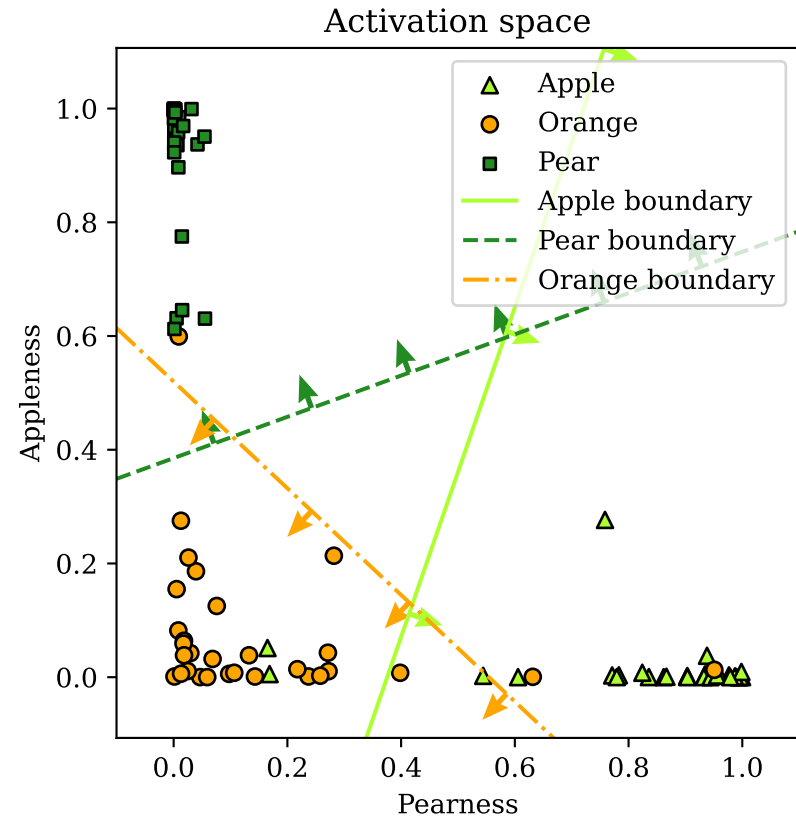 Activation space
Apple
Orange
Pear
Apple boundary
Pear boundary
Orange boundary
1.0
0.8
0.6
0.4
0.2
0.0
Appleness
0.0 0.2 0.4 0.6 0.8 1.0
Pearness